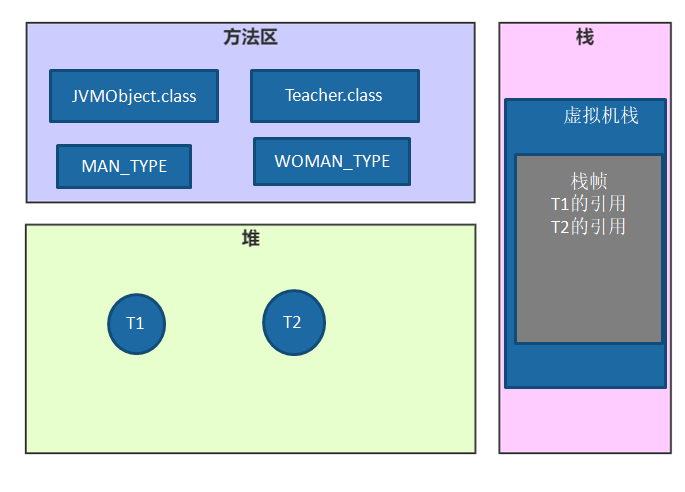 方法区
JVMObject.class
Teacher.class
MAN_TYPE
WOMAN_TYPE
堆
T1
T2
栈
虚拟机栈
栈帧
T1的引用
T2的引用